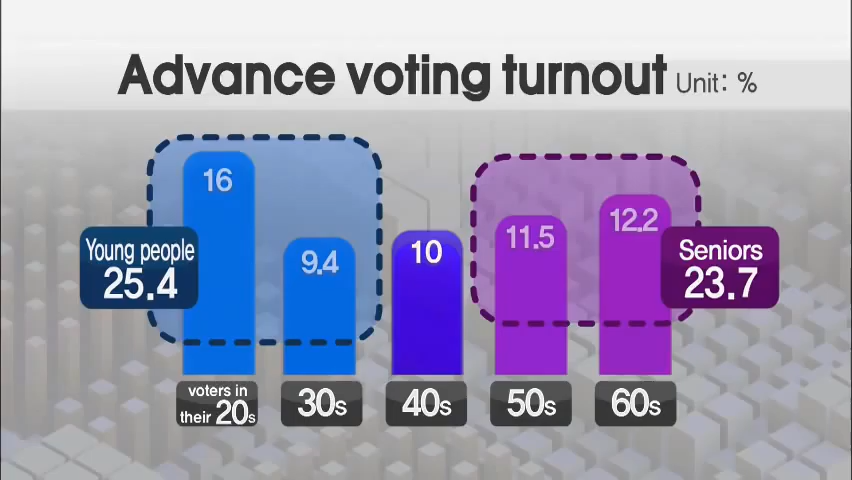 Advance voting turnout Unit: %
16
9.4
10
11.5
12.2
Young people
25.4
Seniors
23.7
voters in
their 20s
30s
40s
50s
60s